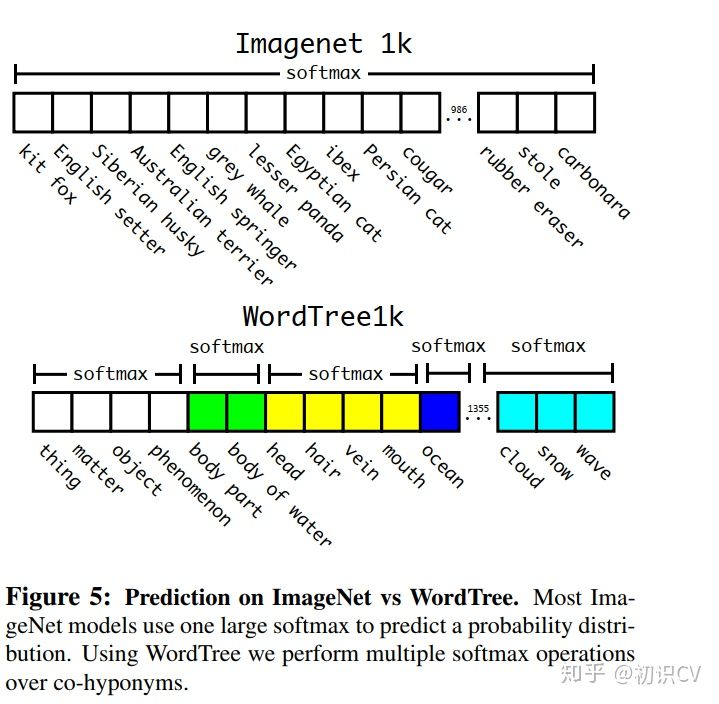 Imagenet 1k
softmax
986
...
kit fox
English setter
Siberian husky
Australian terrier
English springer
grey whale
lesser panda
Egyptian cat
ibex
Persian cat
cougar
rubber eraser
stole
carbonara
WordTree1k
softmax softmax softmax
softmax softmax
1355
...
thing
matter
object
phenomenon
body part
body of water
head
hair
vein
mouth
ocean
cloud
snow
wave
Figure 5: Prediction on ImageNet vs WordTree. Most Ima-
geNet models use one large softmax to predict a probability distri-
bution. Using WordTree we perform multiple softmax operations
over co-hyponyms.
知乎 @初识CV